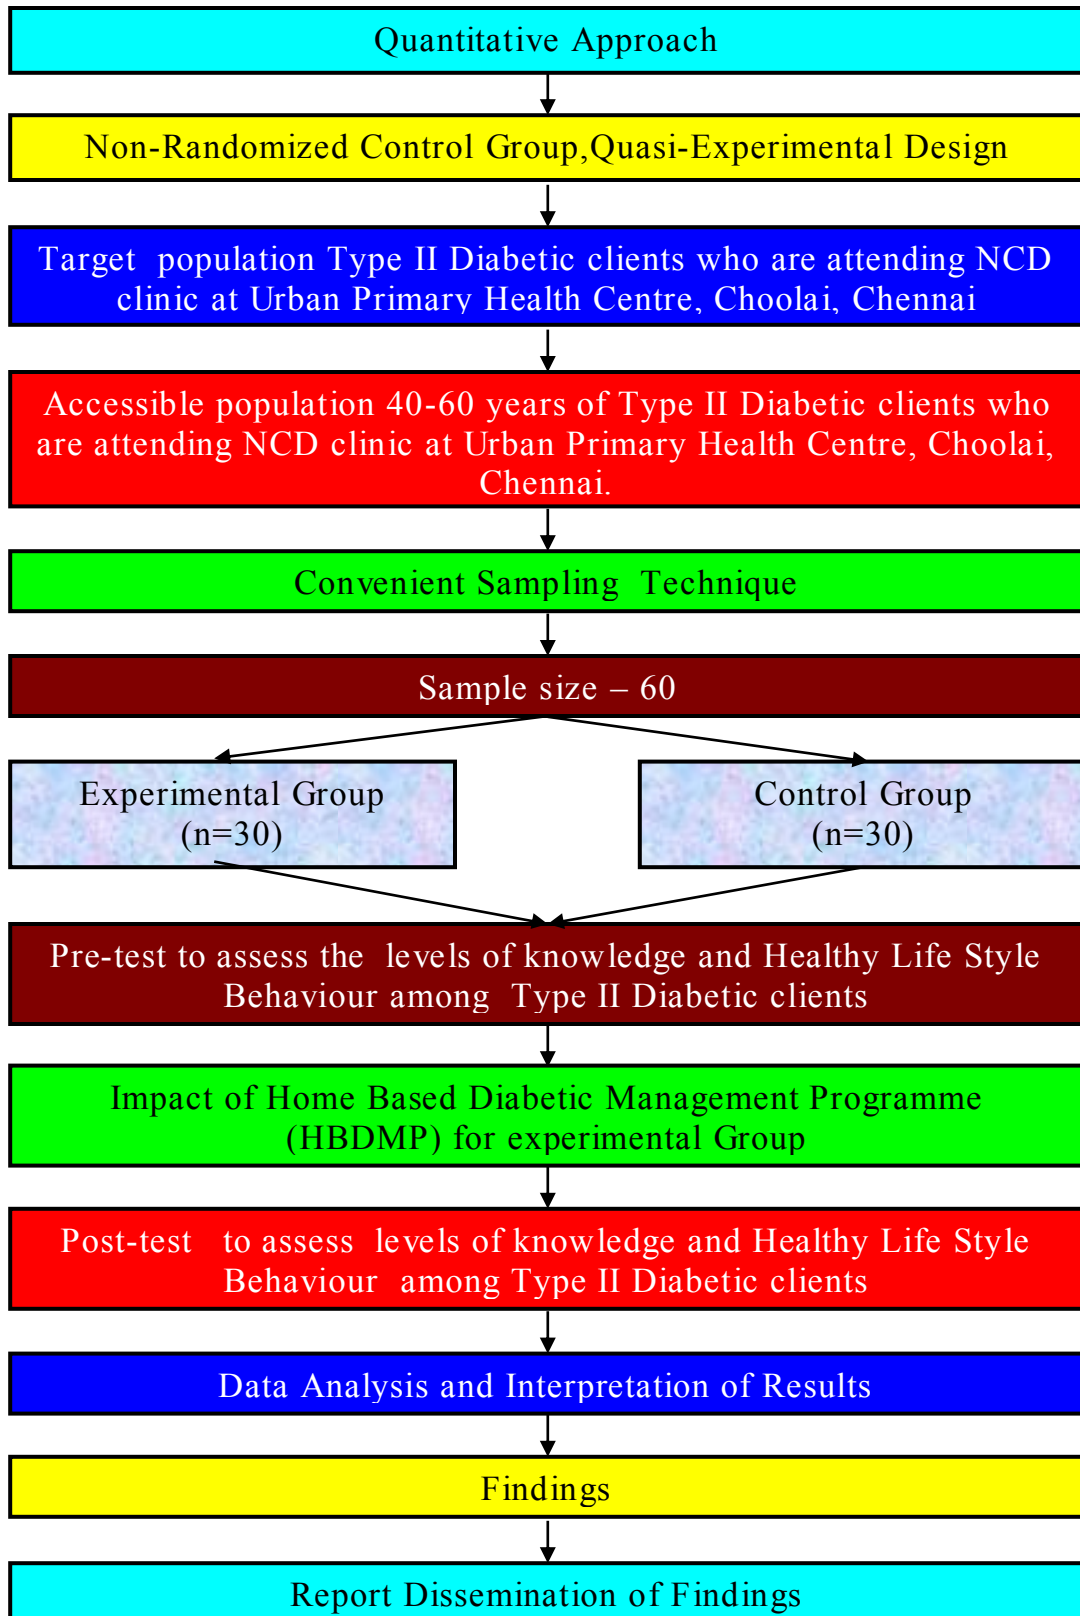 Quantitative Approach
Non-Randomized Control Group,Quasi-Experimental Design
Target population Type II Diabetic clients who are attending NCD
clinic at Urban Primary Health Centre, Choolai, Chennai
Accessible population 40-60 years of Type II Diabetic clients who
are attending NCD clinic at Urban Primary Health Centre, Choolai,
Chennai.
Convenient Sampling Technique
Sample size – 60
Experimental Group
(n=30)
Control Group
(n=30)
Pre-test to assess the levels of knowledge and Healthy Life Style
Behaviour among Type II Diabetic clients
Impact of Home Based Diabetic Management Programme
(HBDMP) for experimental Group
Post-test to assess levels of knowledge and Healthy Life Style
Behaviour among Type II Diabetic clients
Data Analysis and Interpretation of Results
Findings
Report Dissemination of Findings